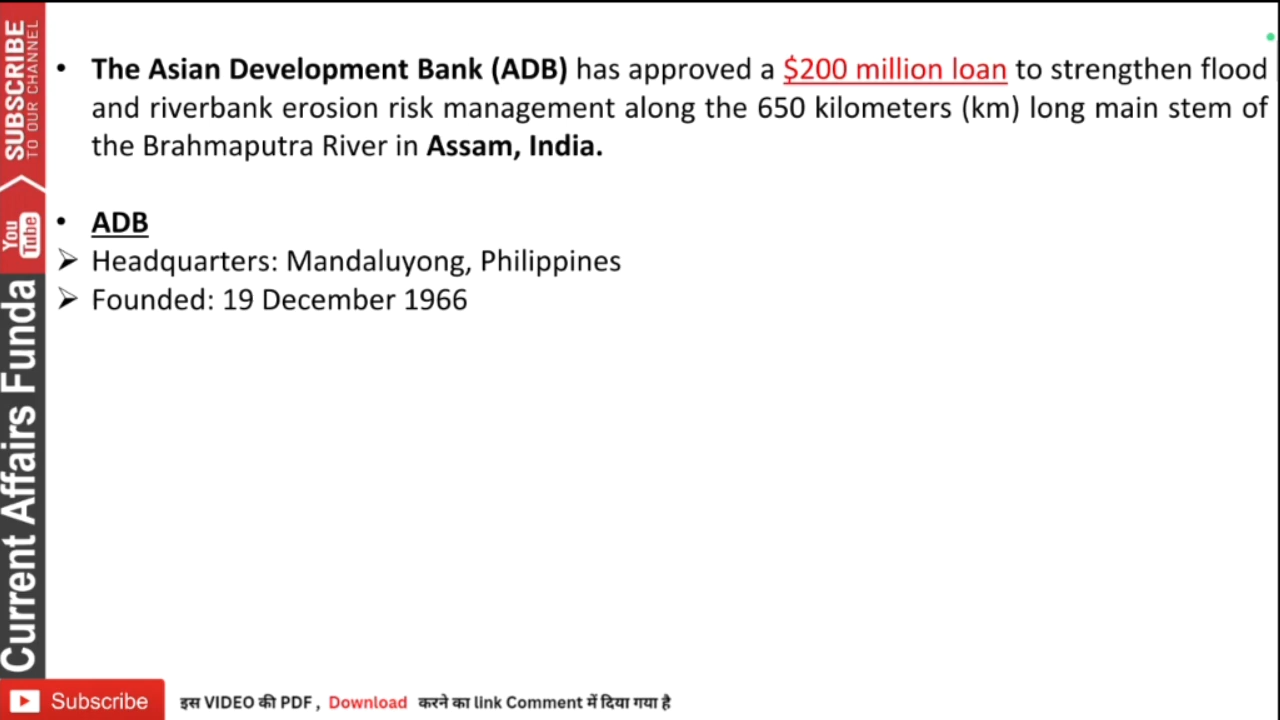 • The Asian Development Bank (ADB) has approved a $200 million loan to strengthen flood
and riverbank erosion risk management along the 650 kilometers (km) long main stem of
the Brahmaputra River in Assam, India.
• ADB
➢ Headquarters: Mandaluyong, Philippines
➢ Founded: 19 December 1966
SUBSCRIBE
TO OUR CHANNEL
You
Tube
Current Affairs Funda
Subscribe
इस VIDEO की PDF , Download करने का link Comment में दिया गया है